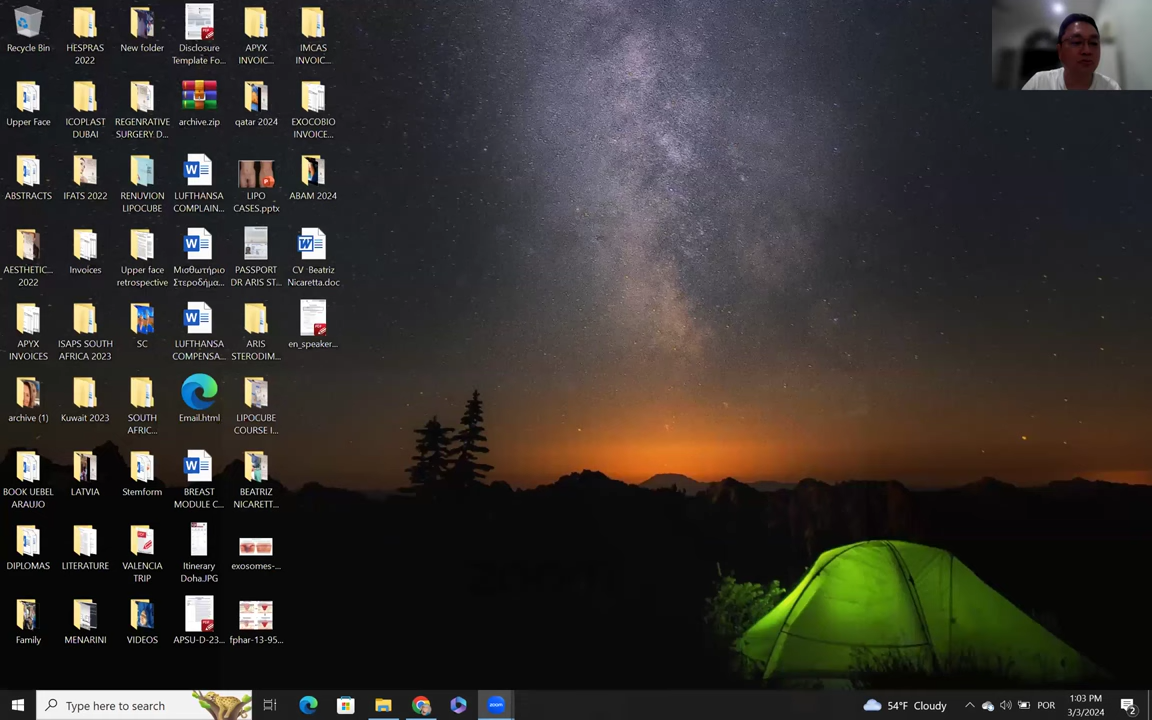 Recycle Bin
HESPRAS
2022
New folder
Disclosure
Template Fo...
APYX
INVOIC...
IMCAS
INVOIC...
Upper Face
ICOPLAST
DUBAI
REGENRATIVE
SURGERY D...
archive.zip
qatar 2024
EXOCOBIO
INVOICE...
ABSTRACTS
IFATS 2022
RENUVION
LIPOCUBE
LUFTHANSA
COMPLAIN...
LIPO
CASES.pptx
ABAM 2024
AESTHETIC...
2022
Invoices
Upper face
retrospective
Μισθωτήριο
Στεροδήμα...
PASSPORT
DR ARIS ST...
CV Beatriz
Nicaretta.doc
APYX
INVOICES
ISAPS SOUTH
AFRICA 2023
SC
LUFTHANSA
COMPENSA...
ARIS
STERODIM...
en_speaker...
archive (1)
Kuwait 2023
SOUTH
AFRIC...
Email.html
LIPOCUBE
COURSE I...
BOOK UEBEL
ARAUJO
LATVIA
Stemform
BREAST
MODULE C...
BEATRIZ
NICARETT...
DIPLOMAS
LITERATURE
VALENCIA
TRIP
Itinerary
Doha.JPG
exosomes-...
Family
MENARINI
VIDEOS
APSU-D-23...
fphar-13-95...
Type here to search
zoom
54°F Cloudy
POR
1:03 PM
3/3/2024
2